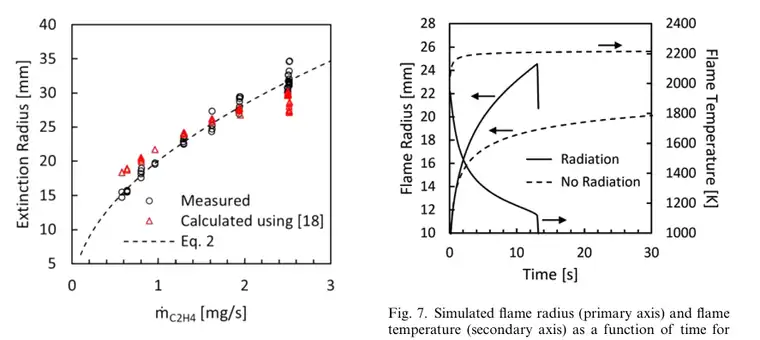 40
35
30
25
20
15
10
5
Extinction Radius [mm]
Measured
Calculated using [18]
Eq. 2
0 1 2 3
ṁC2H4 [mg/s]
28
26
24
22
20
18
16
14
12
10
Flame Radius [mm]
2400
2200
2000
1800
1600
1400
1200
1000
Flame Temperature [K]
Radiation
No Radiation
0 10 20 30
Time [s]
Fig. 7. Simulated flame radius (primary axis) and flame
temperature (secondary axis) as a function of time for